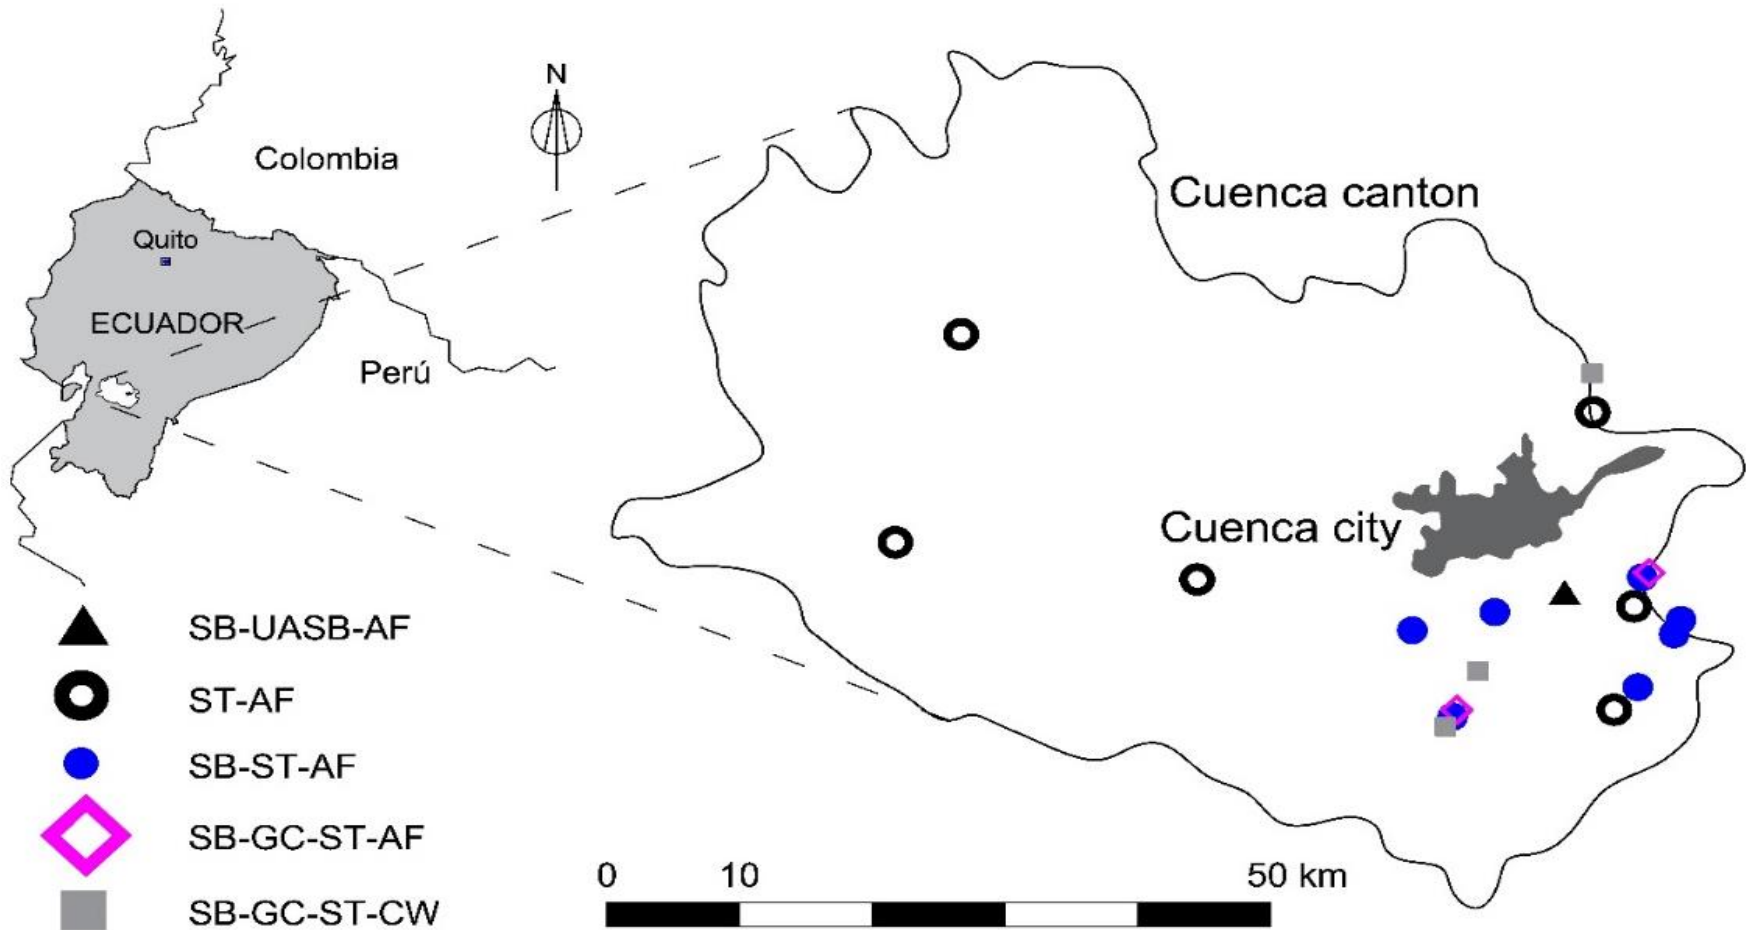 N
Colombia
Cuenca canton
Quito
ECUADOR
Perú
Cuenca city
SB-UASB-AF
ST-AF
SB-ST-AF
SB-GC-ST-AF
SB-GC-ST-CW
0 10 50 km